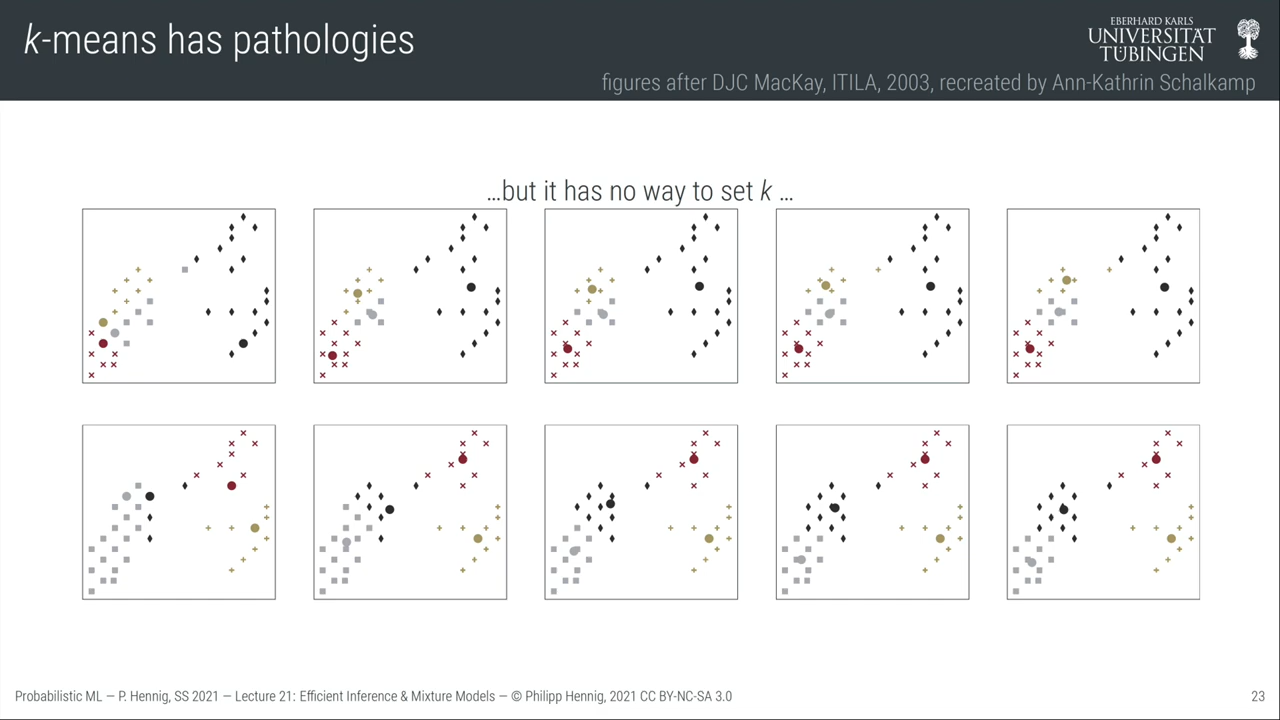 k-means has pathologies
EBERHARD KARLS
UNIVERSITÄT
TÜBINGEN
figures after DJC MacKay, ITILA, 2003, recreated by Ann-Kathrin Schalkamp
…but it has no way to set k …
Probabilistic ML — P. Hennig, SS 2021 — Lecture 21: Efficient Inference & Mixture Models — © Philipp Hennig, 2021 CC BY-NC-SA 3.0
23